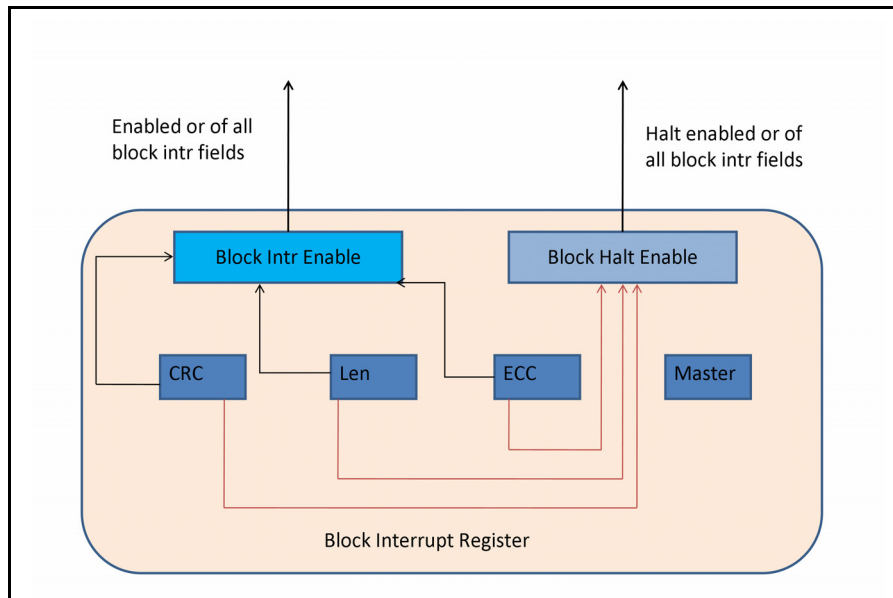 Enabled or of all
block intr fields
Halt enabled or of
all block intr fields
Block Intr Enable
Block Halt Enable
CRC
Len
ECC
Master
Block Interrupt Register